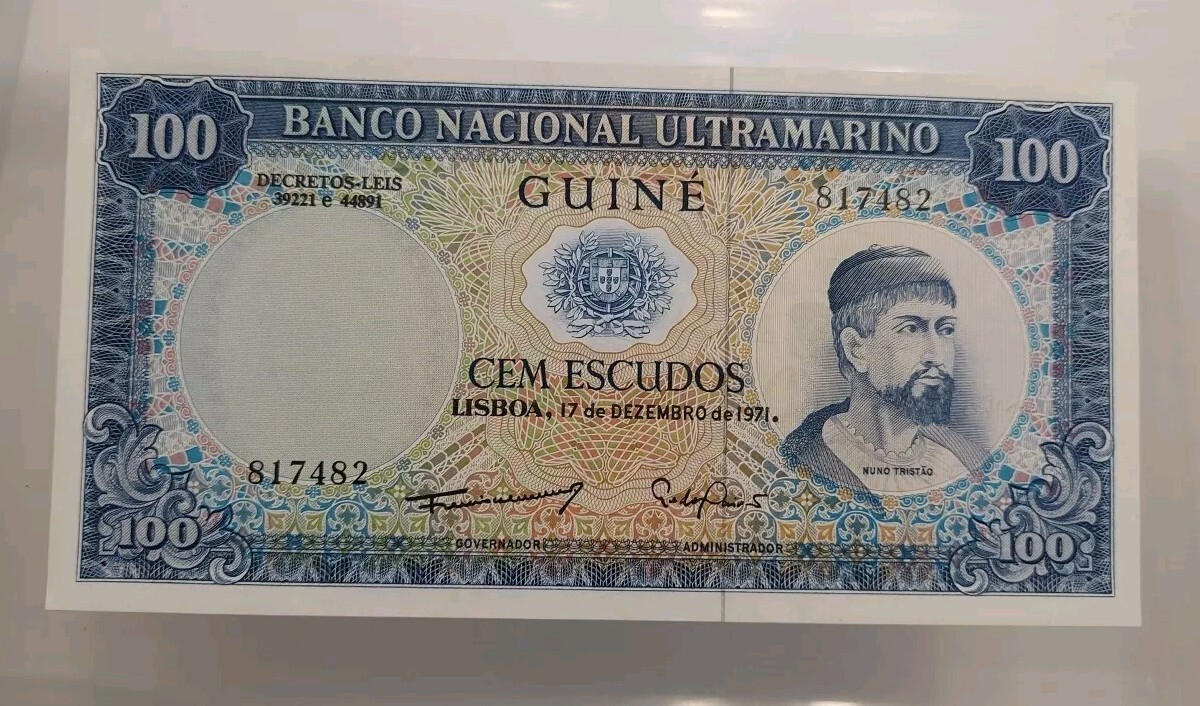 100
BANCO NACIONAL ULTRAMARINO
100
DECRETOS-LEIS
39221 e 44891
GUINÉ
817482
CEM ESCUDOS
LISBOA, 17 de DEZEMBRO de 1971.
NUNO TRISTÃO
817482
GOVERNADOR
ADMINISTRADOR
100
100